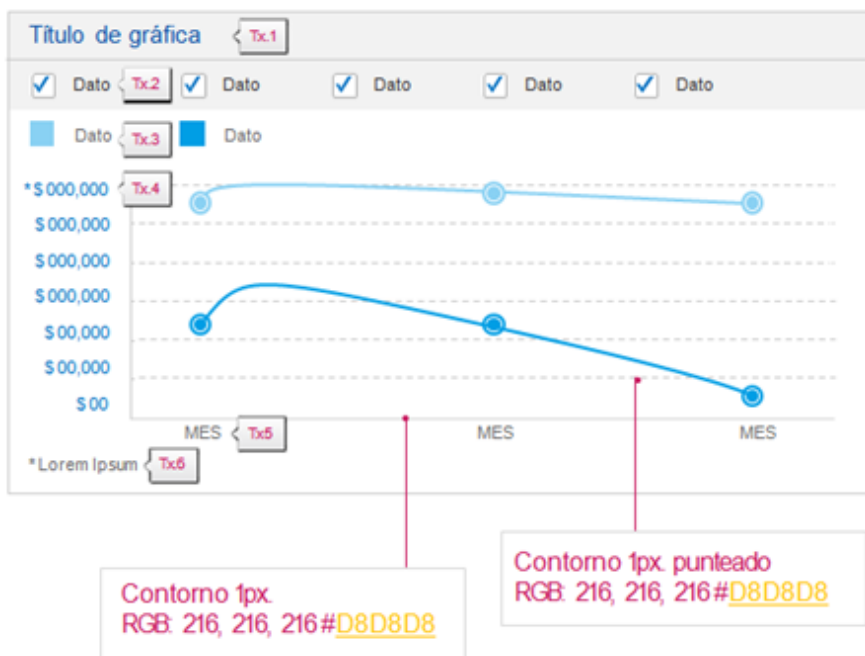 Título de gráfica Tx.1
Dato Tx.2 Dato Dato Dato Dato
Dato Tx.3 Dato
*$000,000 Tx.4
$000,000
$000,000
$000,000
$00,000
$00,000
$00
MES Tx5 MES MES
*Lorem Ipsum Tx.6
Contorno 1px. punteado
RGB: 216, 216, 216#D8D8D8
Contorno 1px.
RGB: 216, 216, 216#D8D8D8